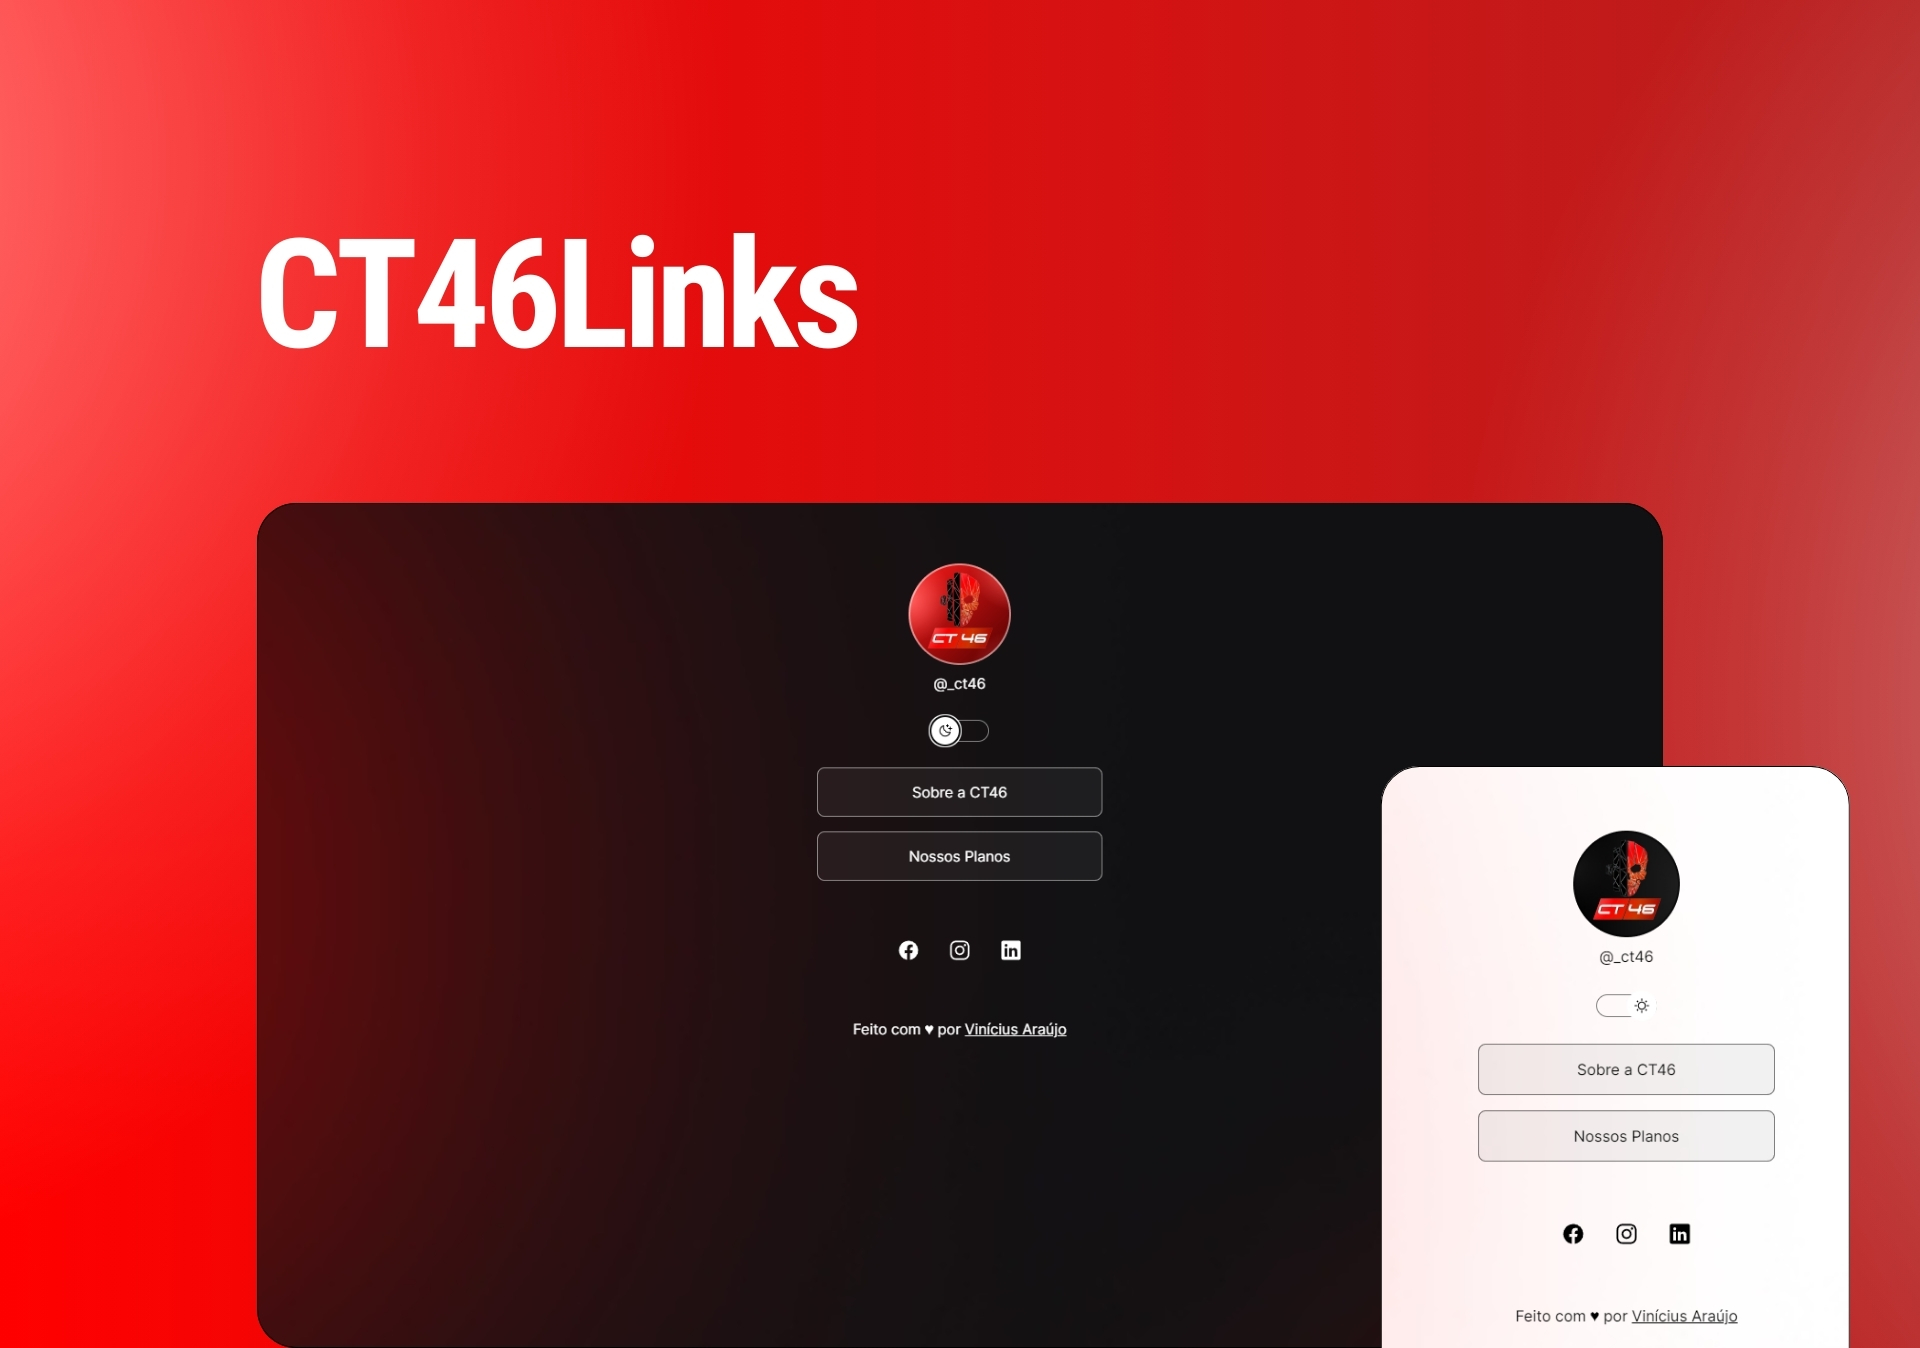 CT46Links
CT 46
@_ct46
Sobre a CT46
Nossos Planos
Feito com ♥ por Vinícius Araújo
CT 46
@_ct46
Sobre a CT46
Nossos Planos
Feito com ♥ por Vinícius Araújo